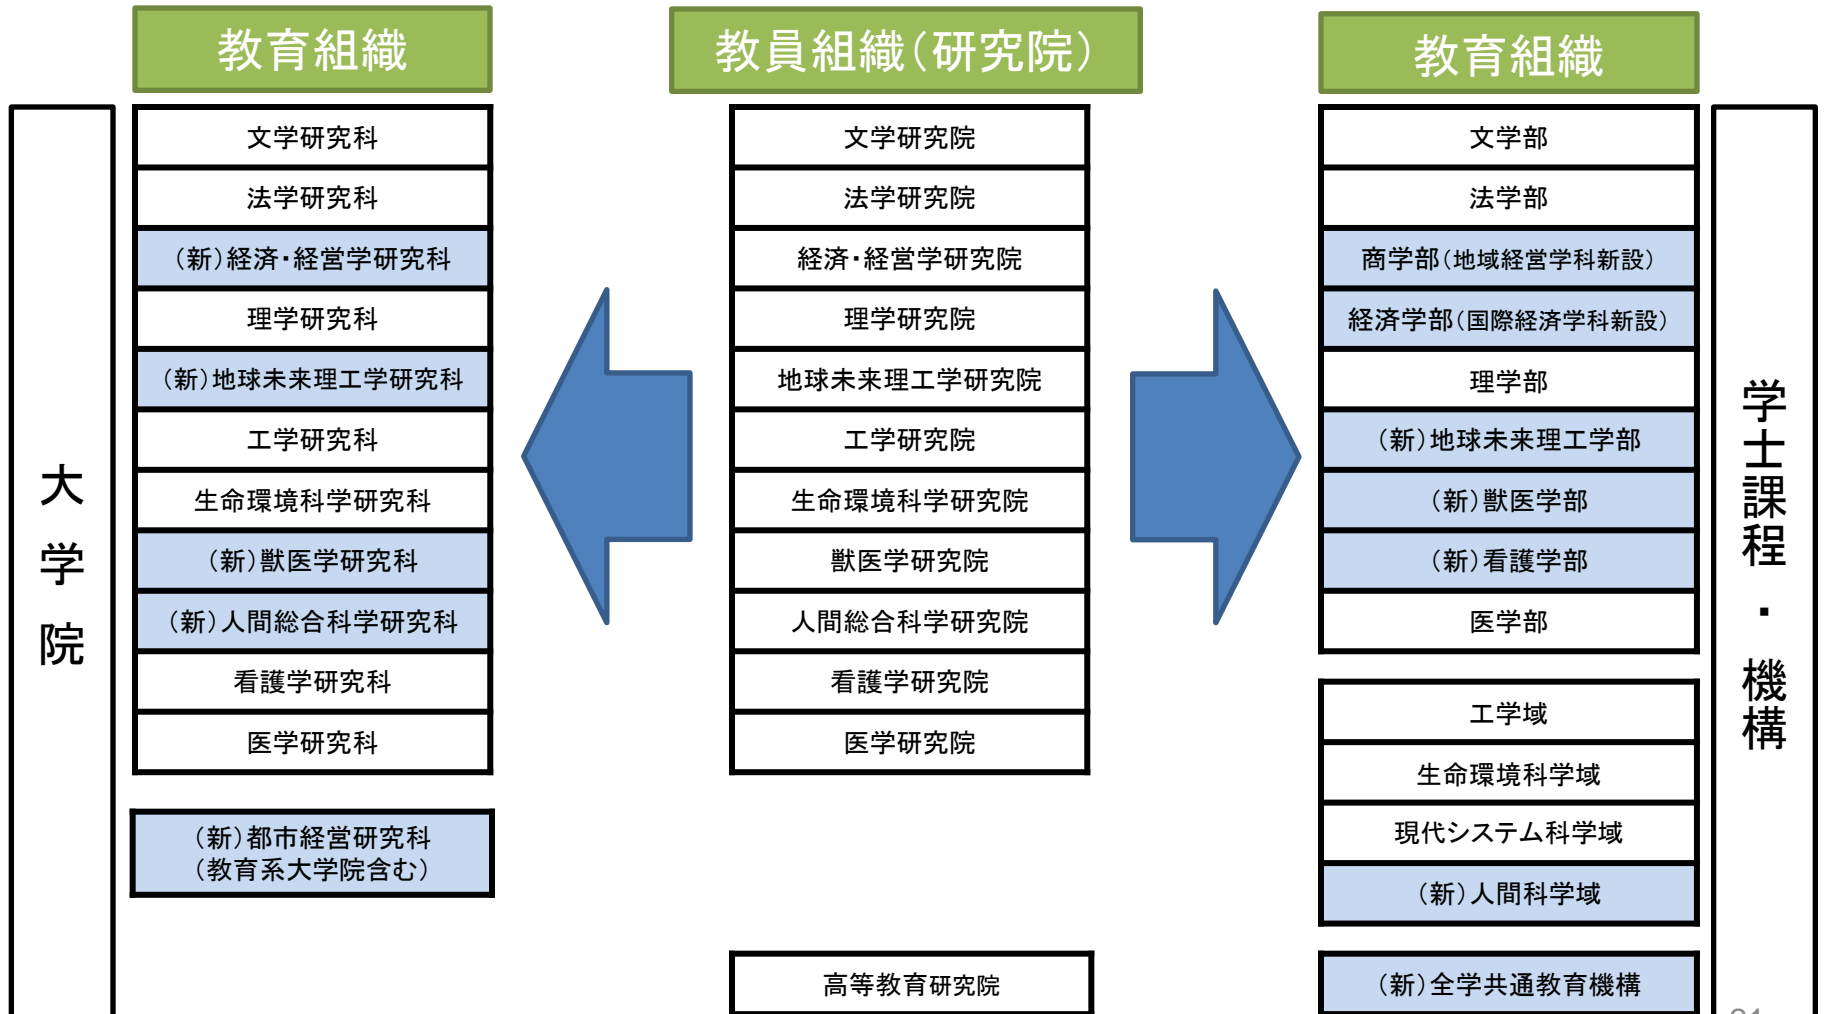 教育組織
教員組織（研究院）
教育組織
大学院
文学研究科
法学研究科
（新）経済・経営学研究科
理学研究科
（新）地球未来理工学研究科
工学研究科
生命環境科学研究科
（新）獣医学研究科
（新）人間総合科学研究科
看護学研究科
医学研究科
（新）都市経営研究科
（教育系大学院含む）
文学研究院
法学研究院
経済・経営学研究院
理学研究院
地球未来理工学研究院
工学研究院
生命環境科学研究院
獣医学研究院
人間総合科学研究院
看護学研究院
医学研究院
高等教育研究院
文学部
法学部
商学部（地域経営学科新設）
経済学部（国際経済学科新設）
理学部
（新）地球未来理工学部
（新）獣医学部
（新）看護学部
医学部
工学域
生命環境科学域
現代システム科学域
（新）人間科学域
（新）全学共通教育機構
学士課程・機構